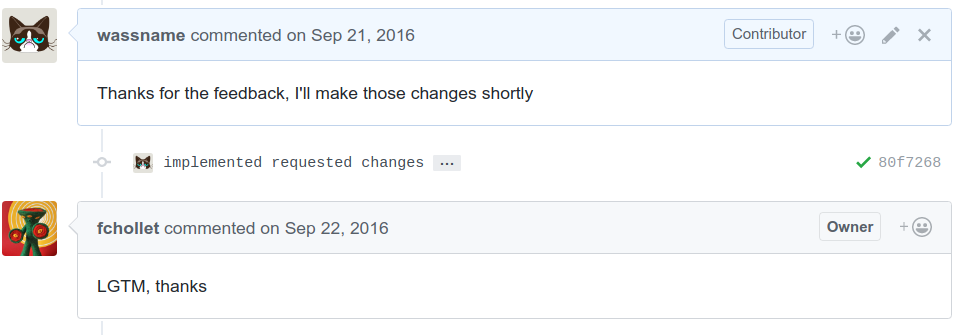 wassname commented on Sep 21, 2016 Contributor +
Thanks for the feedback, I'll make those changes shortly
implemented requested changes ... 80f7268
fchollet commented on Sep 22, 2016 Owner +
LGTM, thanks